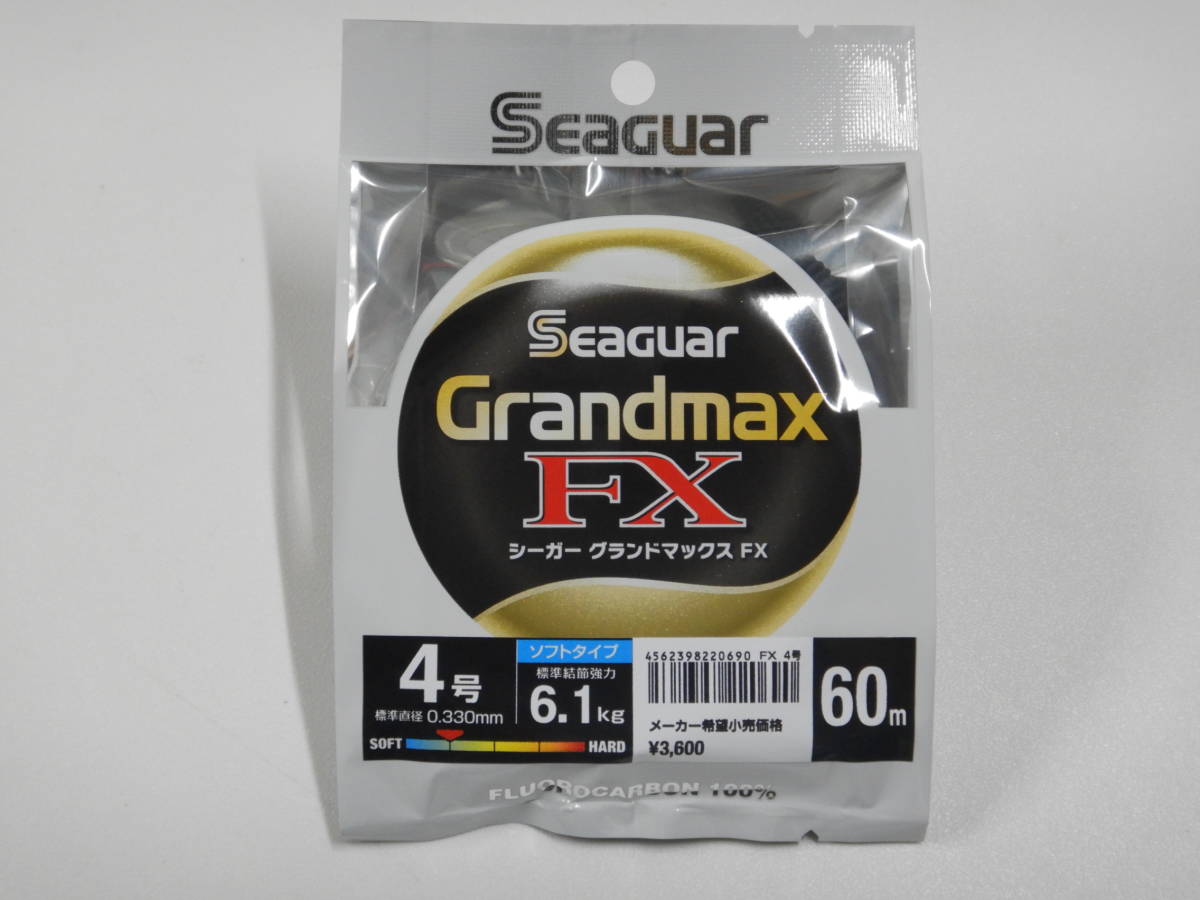 Seaguar
Seaguar
Grandmax
FX
シーガー グランドマックス FX
4号
標準直径 0.330mm
SOFT HARD
ソフトタイプ
標準結節強力
6.1kg
4562398220690 FX 4号
メーカー希望小売価格
¥3,600
60m
FLUOROCARBON 100%